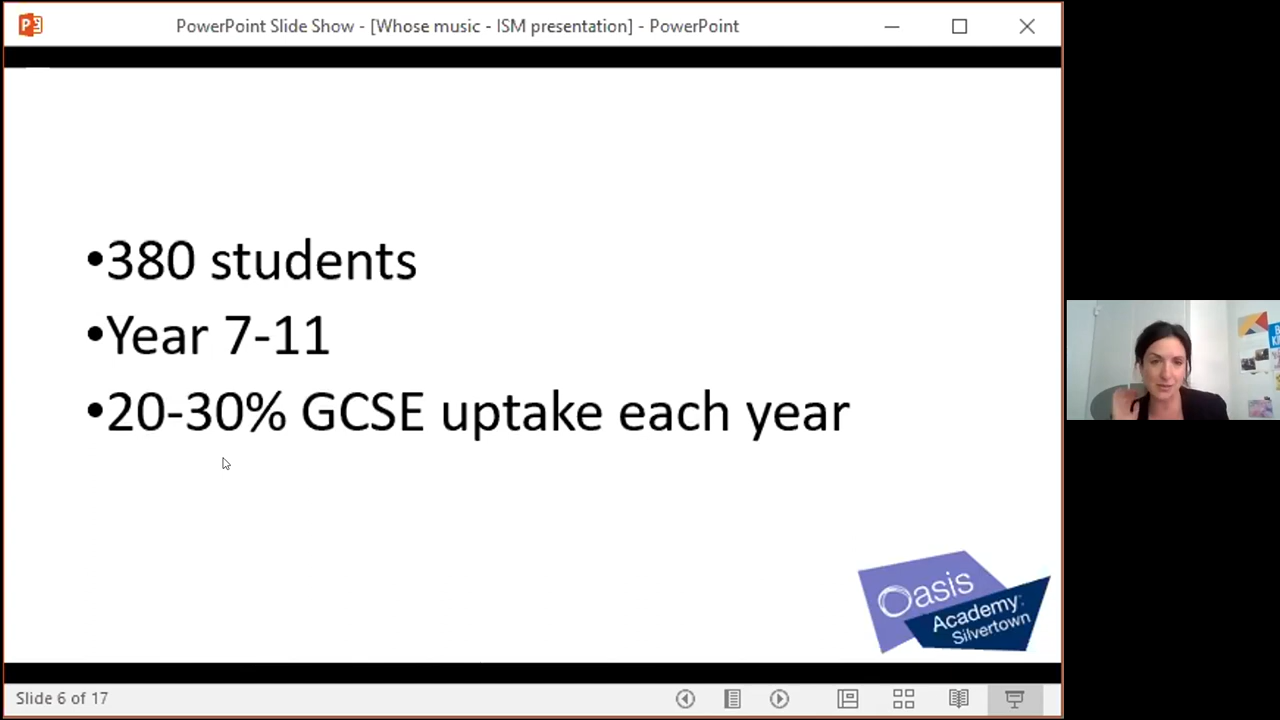 PowerPoint Slide Show - [Whose music - ISM presentation] - PowerPoint
•380 students
•Year 7-11
•20-30% GCSE uptake each year
Oasis
Academy
Silvertown
Slide 6 of 17